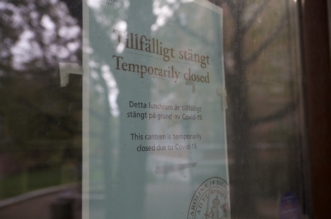 Tillfälligt stängt
Temporarily closed
Detta lunchrum är tillfälligt
stängt på grund av Covid-19.
This canteen is temporarily
closed due to Covid-19.